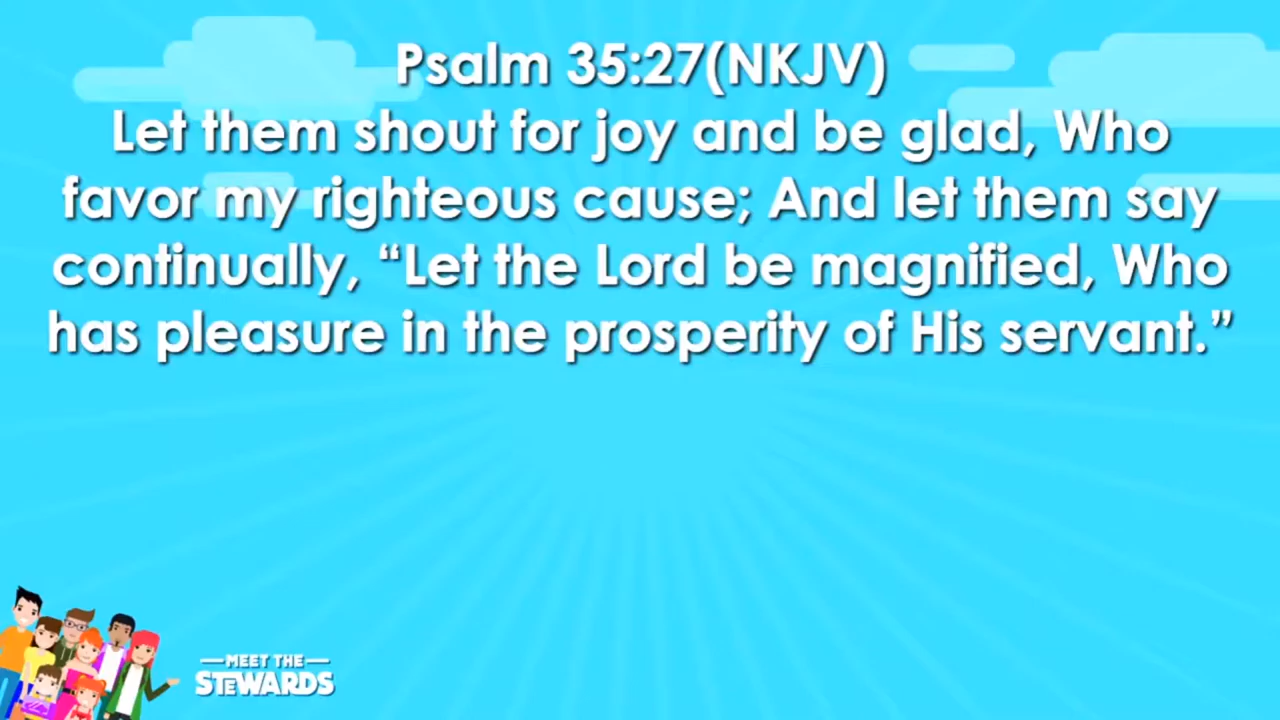 Psalm 35:27(NKJV)
Let them shout for joy and be glad, Who
favor my righteous cause; And let them say
continually, “Let the Lord be magnified, Who
has pleasure in the prosperity of His servant.”
MEET THE
STEWARDS